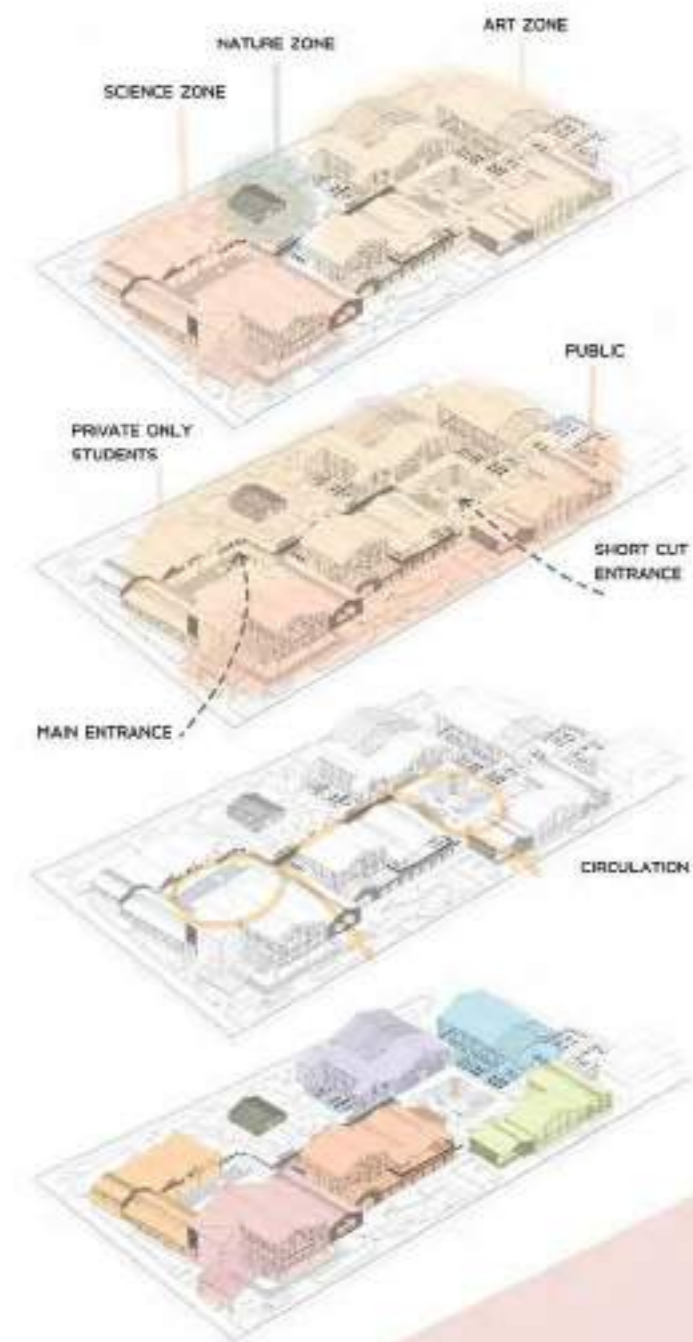 ART ZONE
NATURE ZONE
SCIENCE ZONE
PUBLIC
PRIVATE ONLY
STUDENTS
SHORT CUT
ENTRANCE
MAIN ENTRANCE
CIRCULATION